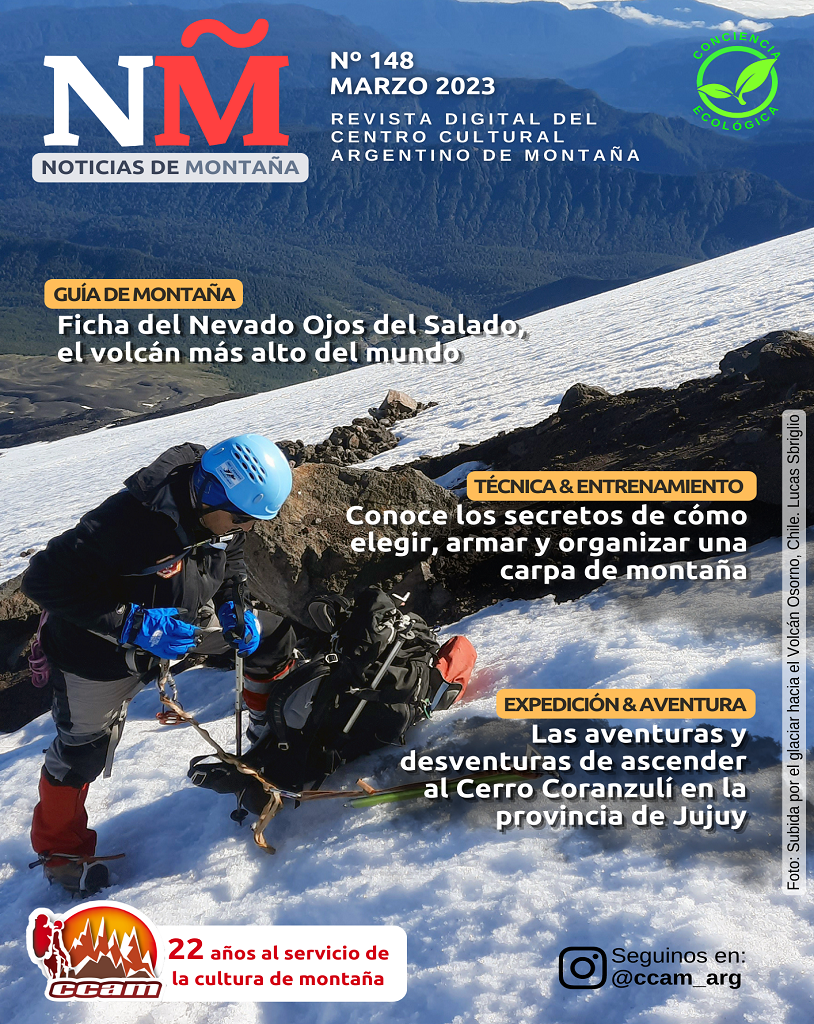 NM̃
NOTICIAS DE MONTAÑA
Nº 148
MARZO 2023
REVISTA DIGITAL DEL
CENTRO CULTURAL
ARGENTINO DE MONTAÑA
CONCIENCIA
ECOLÓGICA
GUÍA DE MONTAÑA
Ficha del Nevado Ojos del Salado,
el volcán más alto del mundo
TÉCNICA & ENTRENAMIENTO
Conoce los secretos de cómo
elegir, armar y organizar una
carpa de montaña
EXPEDICIÓN & AVENTURA
Las aventuras y
desventuras de ascender
al Cerro Coranzulí en la
provincia de Jujuy
Foto: Subida por el glaciar hacia el Volcán Osorno, Chile. Lucas Sbriglio
ccam
22 años al servicio de
la cultura de montaña
Seguinos en:
@ccam_arg